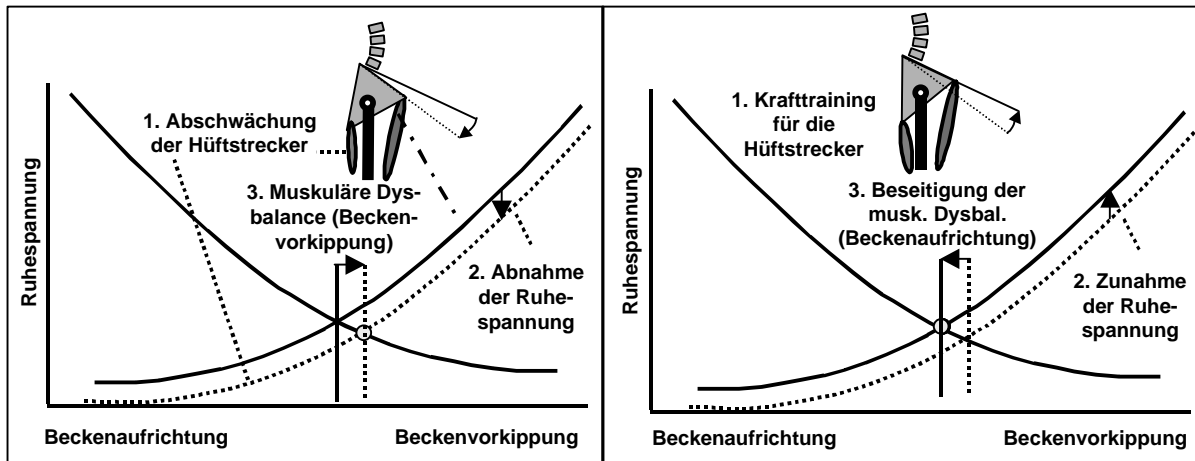 1. Abschwächung
der Hüftstrecker
3. Muskuläre Dys-
balance (Becken-
vorkippung)
2. Abnahme
der Ruhe-
spannung
Ruhespannung
Beckenaufrichtung
Beckenvorkippung
1. Krafttraining
für die
Hüftstrecker
3. Beseitigung der
musk. Dysbal.
(Beckenaufrichtung)
2. Zunahme
der Ruhe-
spannung
Ruhespannung
Beckenaufrichtung
Beckenvorkippung